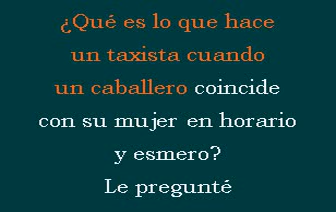 ¿Qué es lo que hace
un taxista cuando
un caballero coincide
con su mujer en horario
y esmero?
Le pregunté